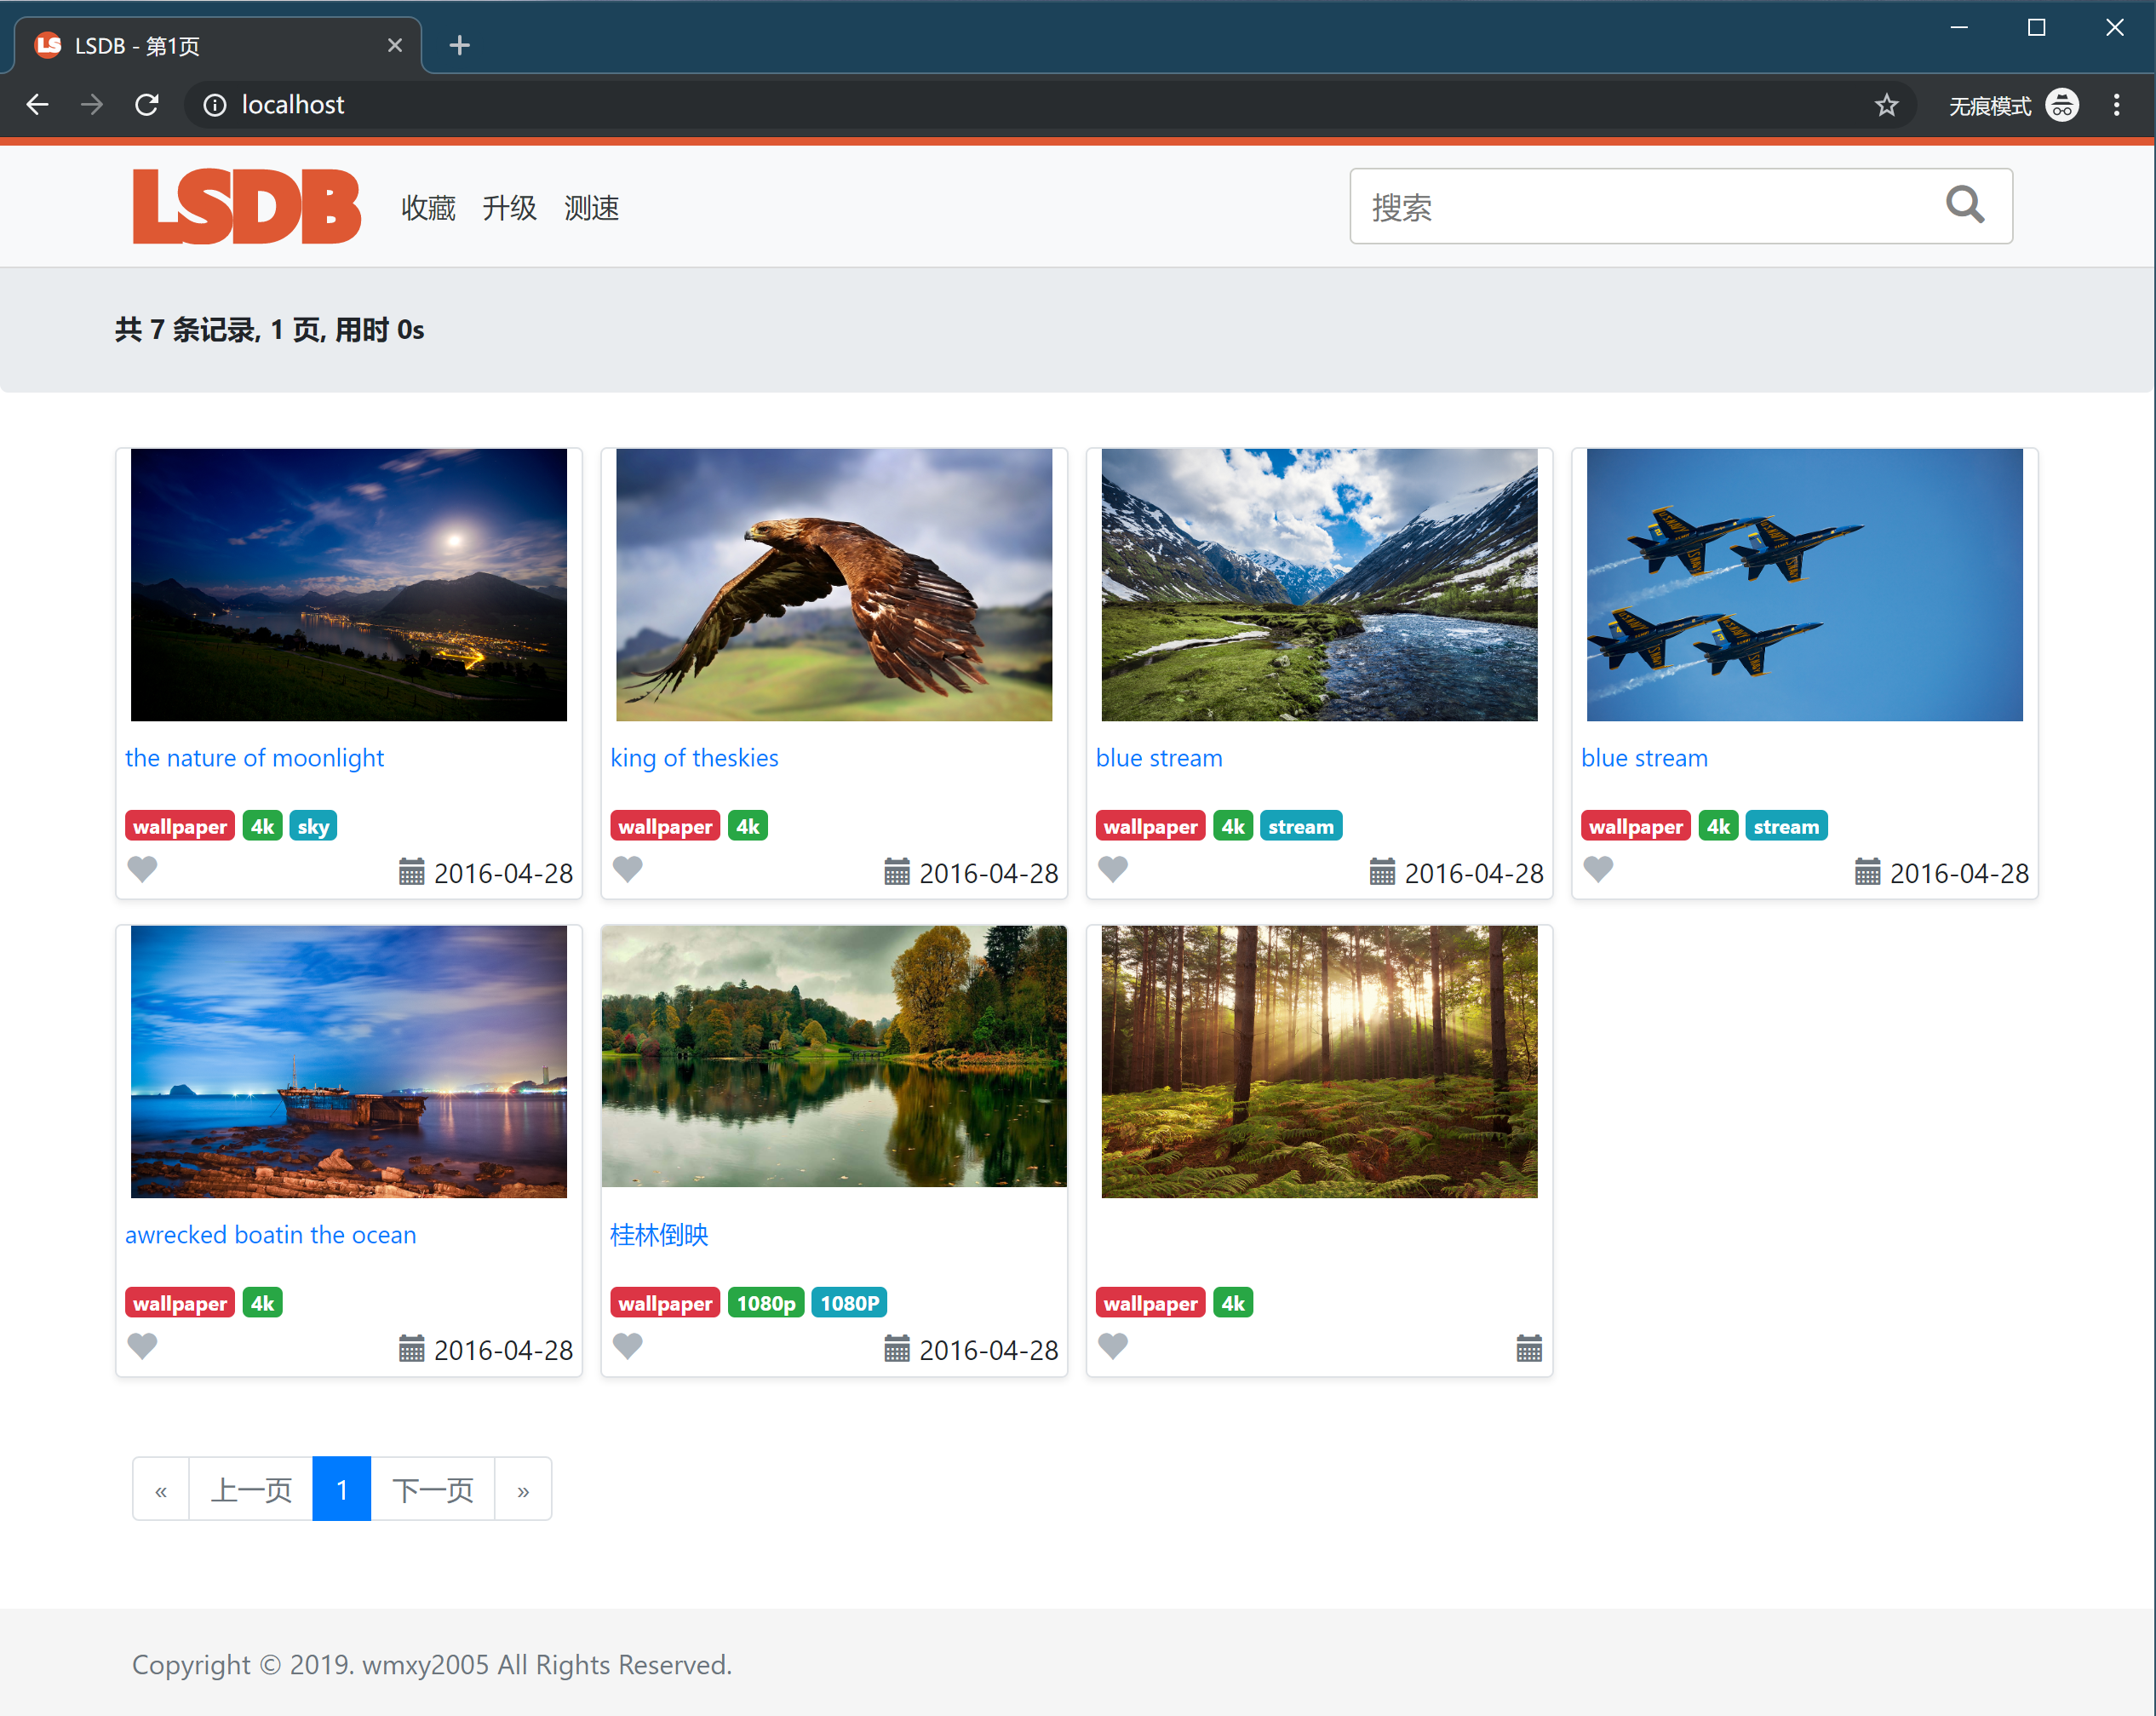 LSDB - 第1页
localhost
无痕模式
LSDB
收藏 升级 测速
搜索
共 7 条记录, 1 页, 用时 0s
the nature of moonlight
wallpaper 4k sky
2016-04-28
king of theskies
wallpaper 4k
2016-04-28
blue stream
wallpaper 4k stream
2016-04-28
blue stream
wallpaper 4k stream
2016-04-28
awrecked boatin the ocean
wallpaper 4k
2016-04-28
桂林倒映
wallpaper 1080p 1080P
2016-04-28
wallpaper 4k
« 上一页 1 下一页 »
Copyright © 2019. wmxy2005 All Rights Reserved.